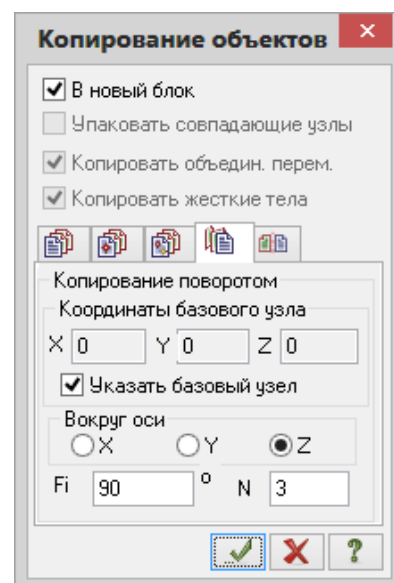 Копирование объектов
В новый блок
Упаковать совпадающие узлы
Копировать объедин. перем.
Копировать жесткие тела
Копирование поворотом
Координаты базового узла
X 0 Y 0 Z 0
Указать базовый узел
Вокруг оси
X Y Z
Fi 90 ° N 3